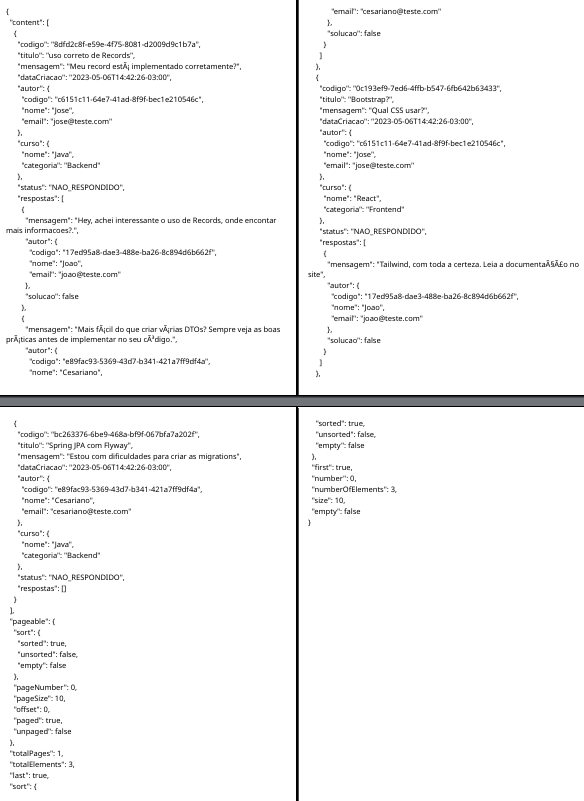 {
"content": [
{
"codigo": "8dfd2c8f-e59e-4f75-8081-d2009d9c1b7a",
"titulo": "uso correto de Records",
"mensagem": "Meu record estÃ¡ implementado corretamente?",
"dataCriacao": "2023-05-06T14:42:26-03:00",
"autor": {
"codigo": "c6151c11-64e7-41ad-8f9f-bec1e210546c",
"nome": "Jose",
"email": "jose@teste.com"
},
"curso": {
"nome": "Java",
"categoria": "Backend"
},
"status": "NAO_RESPONDIDO",
"respostas": [
{
"mensagem": "Hey, achei interessante o uso de Records, onde encontar
mais informacoes?.",
"autor": {
"codigo": "17ed95a8-dae3-488e-ba26-8c894d6b662f",
"nome": "Joao",
"email": "joao@teste.com"
},
"solucao": false
},
{
"mensagem": "Mais fÃ¡cil do que criar vÃ¡rias DTOs? Sempre veja as boas
prÃ¡ticas antes de implementar no seu cÃ³digo.",
"autor": {
"codigo": "e89fac93-5369-43d7-b341-421a7ff9df4a",
"nome": "Cesariano",
"email": "cesariano@teste.com"
},
"solucao": false
}
]
},
{
"codigo": "0c193ef9-7ed6-4ffb-b547-6fb642b63433",
"titulo": "Bootstrap?",
"mensagem": "Qual CSS usar?",
"dataCriacao": "2023-05-06T14:42:26-03:00",
"autor": {
"codigo": "c6151c11-64e7-41ad-8f9f-bec1e210546c",
"nome": "Jose",
"email": "jose@teste.com"
},
"curso": {
"nome": "React",
"categoria": "Frontend"
},
"status": "NAO_RESPONDIDO",
"respostas": [
{
"mensagem": "Tailwind, com toda a certeza. Leia a documentaÃ§Ã£o no
site",
"autor": {
"codigo": "17ed95a8-dae3-488e-ba26-8c894d6b662f",
"nome": "Joao",
"email": "joao@teste.com"
},
"solucao": false
}
]
},
{
"codigo": "bc263376-6be9-468a-bf9f-067bfa7a202f",
"titulo": "Spring JPA com Flyway",
"mensagem": "Estou com dificuldades para criar as migrations",
"dataCriacao": "2023-05-06T14:42:26-03:00",
"autor": {
"codigo": "e89fac93-5369-43d7-b341-421a7ff9df4a",
"nome": "Cesariano",
"email": "cesariano@teste.com"
},
"curso": {
"nome": "Java",
"categoria": "Backend"
},
"status": "NAO_RESPONDIDO",
"respostas": []
}
],
"pageable": {
"sort": {
"sorted": true,
"unsorted": false,
"empty": false
},
"pageNumber": 0,
"pageSize": 10,
"offset": 0,
"paged": true,
"unpaged": false
},
"totalPages": 1,
"totalElements": 3,
"last": true,
"sort": {
"sorted": true,
"unsorted": false,
"empty": false
},
"first": true,
"number": 0,
"numberOfElements": 3,
"size": 10,
"empty": false
}